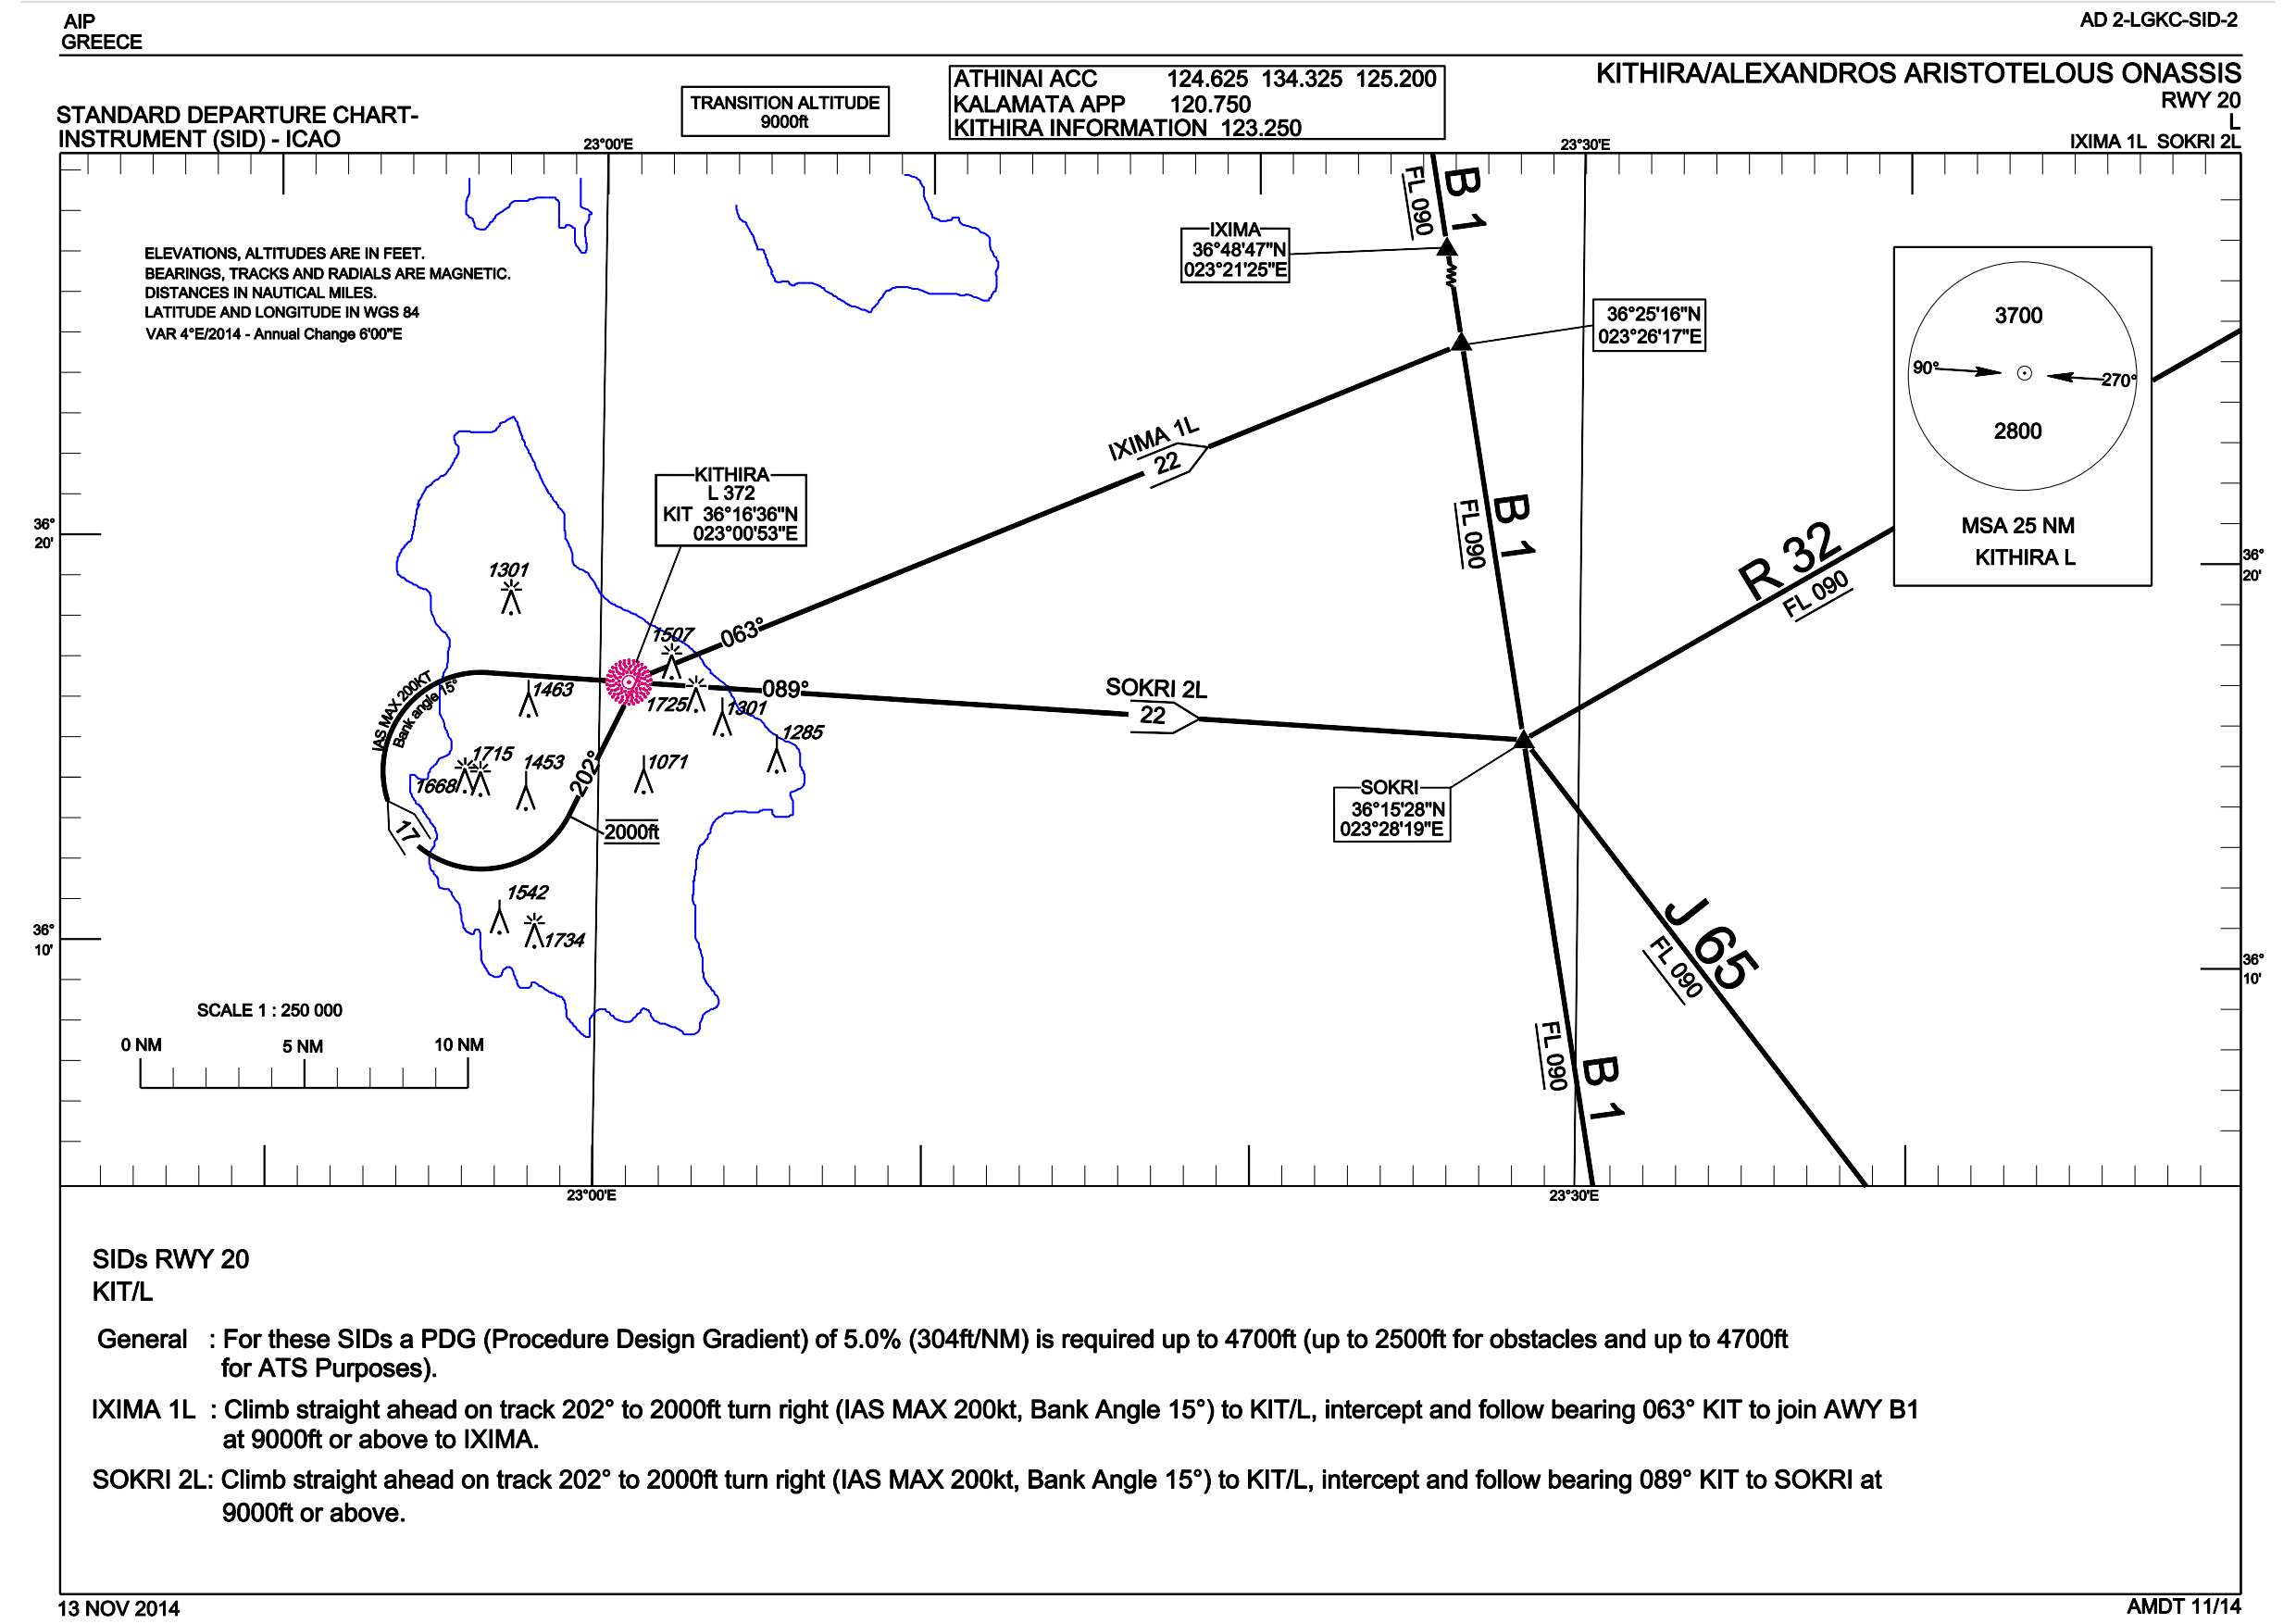 AIP
GREECE
AD 2-LGKC-SID-2
STANDARD DEPARTURE CHART-
INSTRUMENT (SID) - ICAO
TRANSITION ALTITUDE
9000ft
ATHINAI ACC 124.625 134.325 125.200
KALAMATA APP 120.750
KITHIRA INFORMATION 123.250
KITHIRA/ALEXANDROS ARISTOTELOUS ONASSIS
RWY 20
L
IXIMA 1L SOKRI 2L
23°00'E
23°30'E
ELEVATIONS, ALTITUDES ARE IN FEET.
BEARINGS, TRACKS AND RADIALS ARE MAGNETIC.
DISTANCES IN NAUTICAL MILES.
LATITUDE AND LONGITUDE IN WGS 84
VAR 4°E/2014 - Annual Change 6'00"E
B 1
FL 090
IXIMA
36°48'47"N
023°21'25"E
36°25'16"N
023°26'17"E
3700
90°
270°
2800
MSA 25 NM
KITHIRA L
IXIMA 1L
22
KITHIRA
L 372
KIT 36°16'36"N
023°00'53"E
36°
20'
36°
20'
B 1
FL 090
R 32
FL 090
1301
1507
063°
IAS MAX 200KT
Bank angle 15°
1463
1725
1301
089°
SOKRI 2L
22
1285
1715
1668
1453
202°
1071
2000ft
17
SOKRI
36°15'28"N
023°28'19"E
1542
1734
36°
10'
36°
10'
J 65
FL 090
B 1
FL 090
SCALE 1 : 250 000
0 NM 5 NM 10 NM
23°00'E
23°30'E
SIDs RWY 20
KIT/L
General : For these SIDs a PDG (Procedure Design Gradient) of 5.0% (304ft/NM) is required up to 4700ft (up to 2500ft for obstacles and up to 4700ft
for ATS Purposes).
IXIMA 1L : Climb straight ahead on track 202° to 2000ft turn right (IAS MAX 200kt, Bank Angle 15°) to KIT/L, intercept and follow bearing 063° KIT to join AWY B1
at 9000ft or above to IXIMA.
SOKRI 2L: Climb straight ahead on track 202° to 2000ft turn right (IAS MAX 200kt, Bank Angle 15°) to KIT/L, intercept and follow bearing 089° KIT to SOKRI at
9000ft or above.
13 NOV 2014
AMDT 11/14